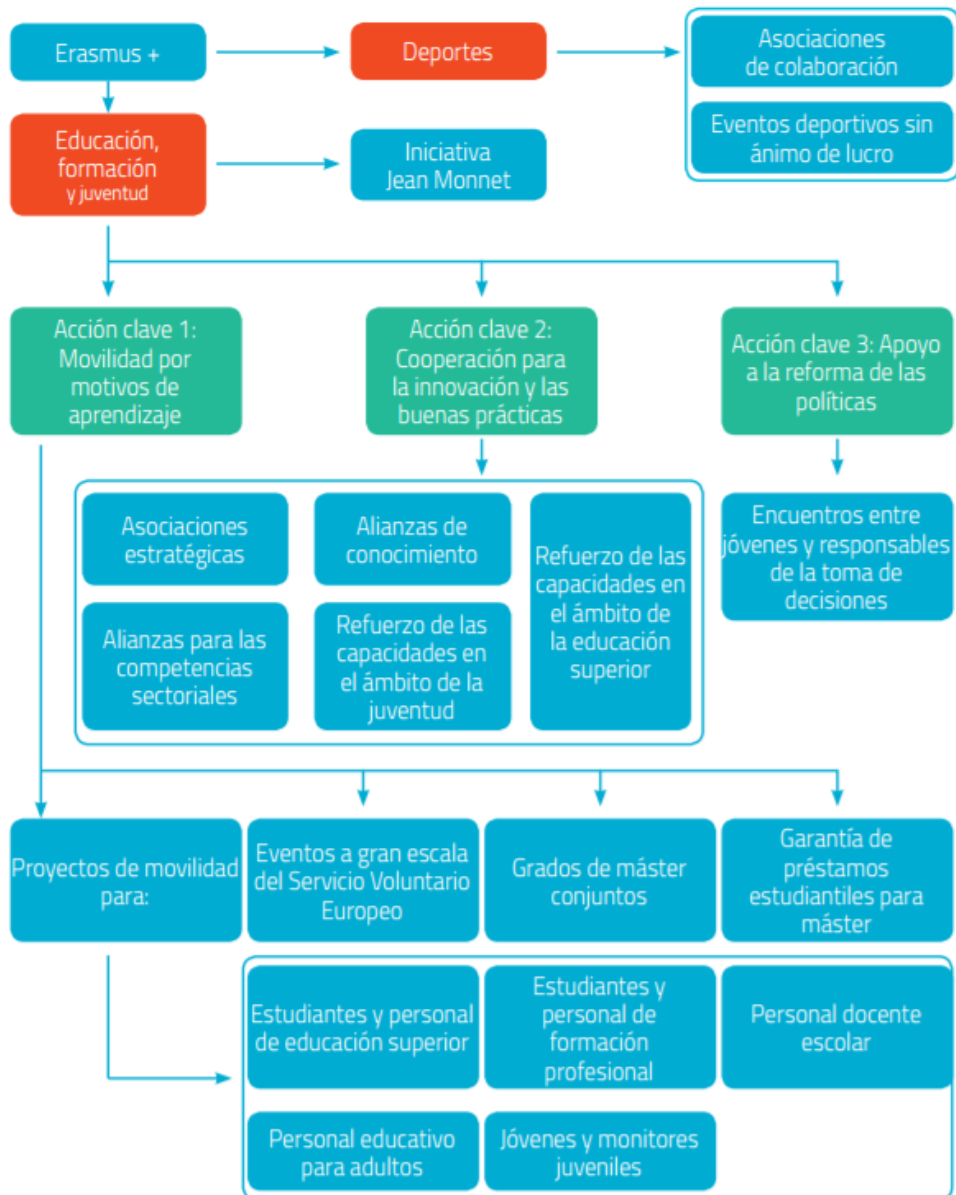 Erasmus +
Deportes
Asociaciones
de colaboración
Eventos deportivos sin
ánimo de lucro
Educación,
formación
y juventud
Iniciativa
Jean Monnet
Acción clave 1:
Movilidad por
motivos de
aprendizaje
Acción clave 2:
Cooperación para
la innovación y las
buenas prácticas
Acción clave 3: Apoyo
a la reforma de las
políticas
Asociaciones
estratégicas
Alianzas de
conocimiento
Refuerzo de las
capacidades en
el ámbito de
la educación
superior
Alianzas para las
competencias
sectoriales
Refuerzo de las
capacidades en
el ámbito de la
juventud
Encuentros entre
jóvenes y responsables
de la toma de
decisiones
Proyectos de movilidad
para:
Eventos a gran escala
del Servicio Voluntario
Europeo
Grados de máster
conjuntos
Garantía de
préstamos
estudiantiles para
máster
Estudiantes y personal
de educación superior
Estudiantes y
personal de
formación
profesional
Personal docente
escolar
Personal educativo
para adultos
Jóvenes y monitores
juveniles